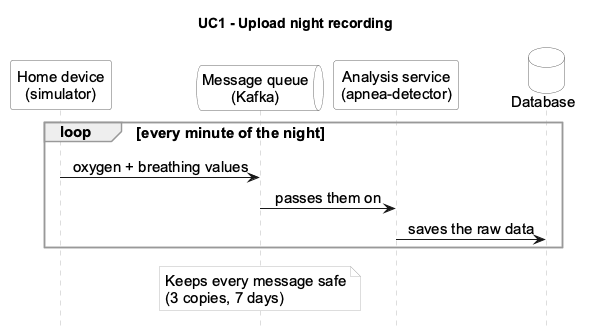 UC1 - Upload night recording
Home device
(simulator)
Message queue
(Kafka)
Analysis service
(apnea-detector)
Database
loop
[every minute of the night]
oxygen + breathing values
passes them on
saves the raw data
Keeps every message safe
(3 copies, 7 days)